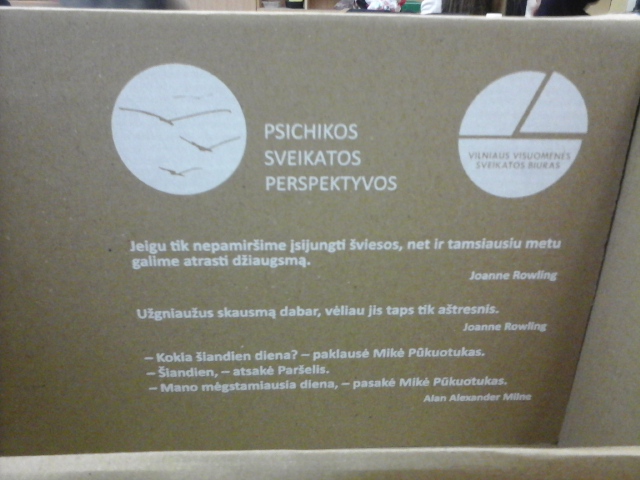 PSICHIKOS
SVEIKATOS
PERSPEKTYVOS
VILNIAUS VISUOMENĖS
SVEIKATOS BIURAS
Jeigu tik nepamiršime įsijungti šviesos, net ir tamsiausiu metu
galime atrasti džiaugsmą.
Joanne Rowling
Užgniaužus skausmą dabar, vėliau jis taps tik aštresnis.
Joanne Rowling
– Kokia šiandien diena? – paklausė Mikė Pūkuotukas.
– Šiandien, – atsakė Paršelis.
– Mano mėgstamiausia diena, – pasakė Mikė Pūkuotukas.
Alan Alexander Milne